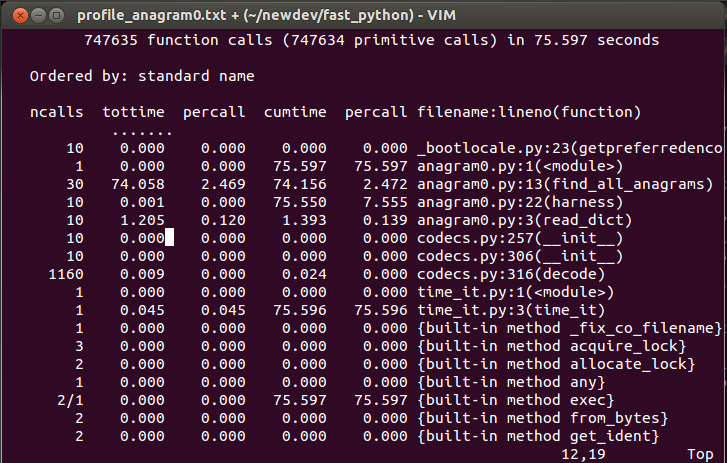 profile_anagram0.txt + (~/newdev/fast_python) - VIM
747635 function calls (747634 primitive calls) in 75.597 seconds
Ordered by: standard name
ncalls tottime percall cumtime percall filename:lineno(function)
.......
10 0.000 0.000 0.000 0.000 _bootlocale.py:23(getpreferredenco
1 0.000 0.000 75.597 75.597 anagram0.py:1(<module>)
30 74.058 2.469 74.156 2.472 anagram0.py:13(find_all_anagrams)
10 0.001 0.000 75.550 7.555 anagram0.py:22(harness)
10 1.205 0.120 1.393 0.139 anagram0.py:3(read_dict)
10 0.000 0.000 0.000 0.000 codecs.py:257(__init__)
10 0.000 0.000 0.000 0.000 codecs.py:306(__init__)
1160 0.009 0.000 0.024 0.000 codecs.py:316(decode)
1 0.000 0.000 0.000 0.000 time_it.py:1(<module>)
1 0.045 0.045 75.596 75.596 time_it.py:3(time_it)
1 0.000 0.000 0.000 0.000 {built-in method _fix_co_filename}
3 0.000 0.000 0.000 0.000 {built-in method acquire_lock}
2 0.000 0.000 0.000 0.000 {built-in method allocate_lock}
1 0.000 0.000 0.000 0.000 {built-in method any}
2/1 0.000 0.000 75.597 75.597 {built-in method exec}
2 0.000 0.000 0.000 0.000 {built-in method from_bytes}
2 0.000 0.000 0.000 0.000 {built-in method get_ident}
12,19 Top